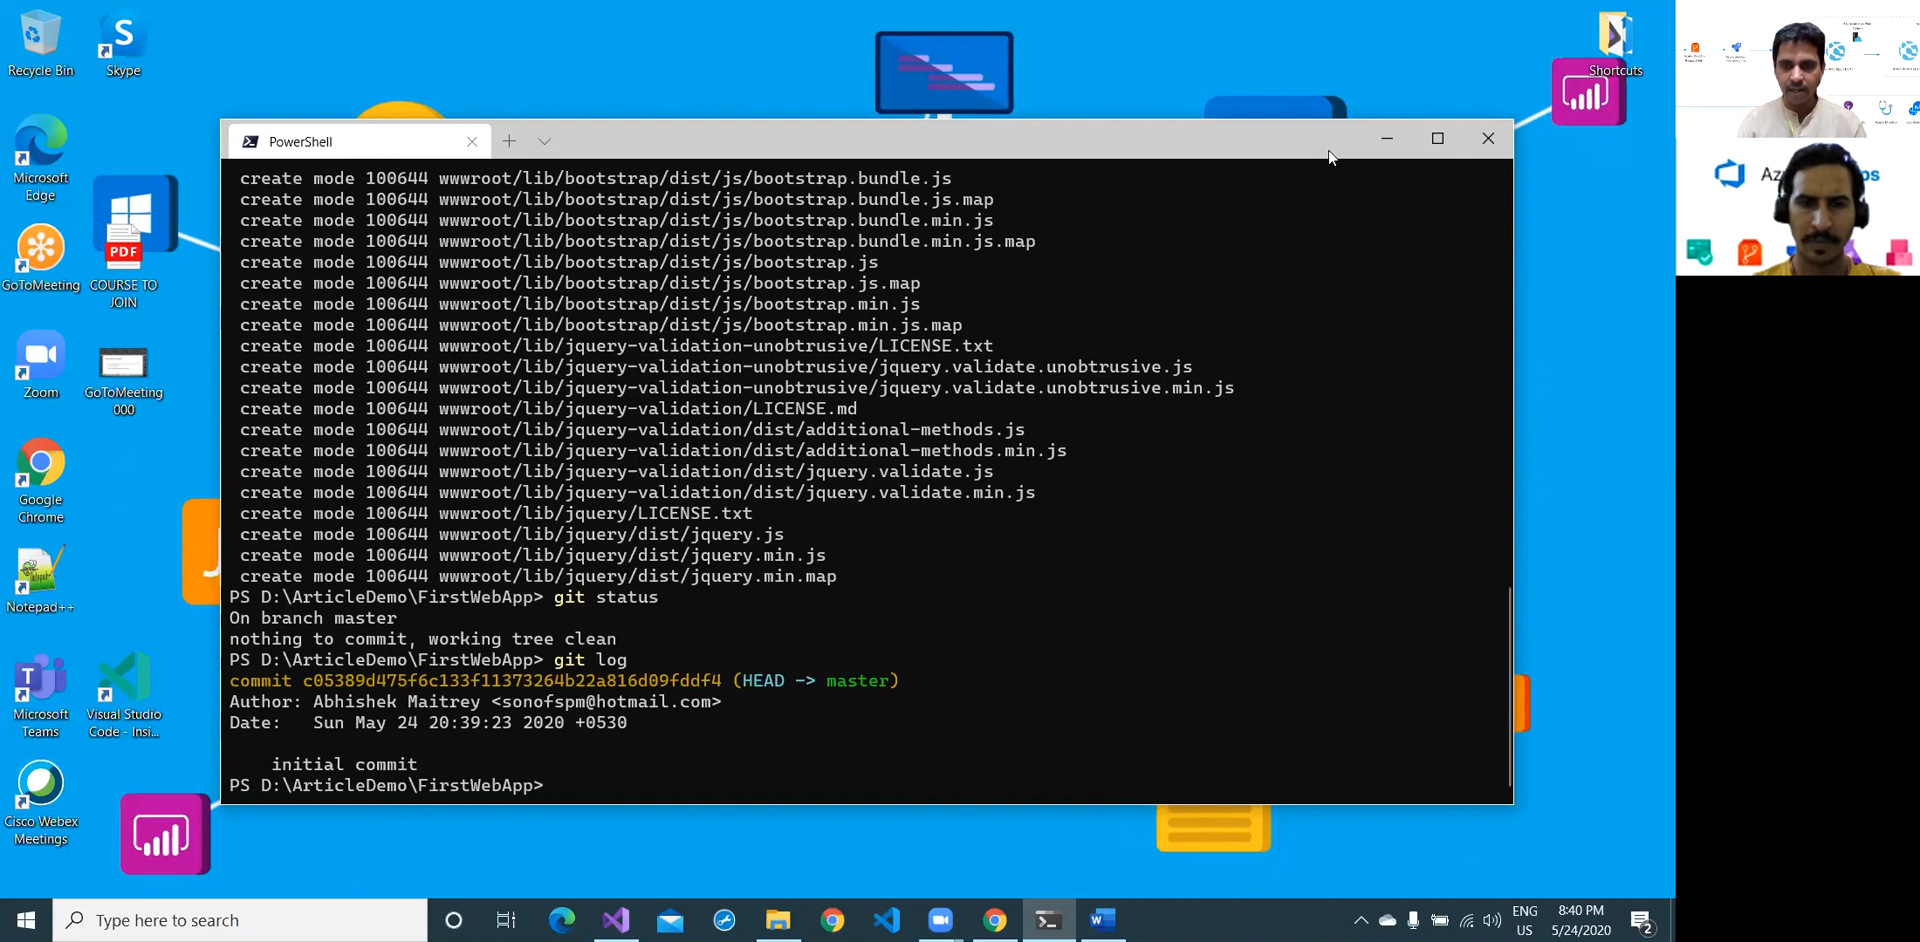 Recycle Bin
Skype
Microsoft
Edge
PDF
GoToMeeting
COURSE TO
JOIN
Zoom
GoToMeeting
000
Google
Chrome
Notepad++
Microsoft
Teams
Visual Studio
Code - Insi...
Cisco Webex
Meetings
Shortcuts
PowerShell
create mode 100644 wwwroot/lib/bootstrap/dist/js/bootstrap.bundle.js
create mode 100644 wwwroot/lib/bootstrap/dist/js/bootstrap.bundle.js.map
create mode 100644 wwwroot/lib/bootstrap/dist/js/bootstrap.bundle.min.js
create mode 100644 wwwroot/lib/bootstrap/dist/js/bootstrap.bundle.min.js.map
create mode 100644 wwwroot/lib/bootstrap/dist/js/bootstrap.js
create mode 100644 wwwroot/lib/bootstrap/dist/js/bootstrap.js.map
create mode 100644 wwwroot/lib/bootstrap/dist/js/bootstrap.min.js
create mode 100644 wwwroot/lib/bootstrap/dist/js/bootstrap.min.js.map
create mode 100644 wwwroot/lib/jquery-validation-unobtrusive/LICENSE.txt
create mode 100644 wwwroot/lib/jquery-validation-unobtrusive/jquery.validate.unobtrusive.js
create mode 100644 wwwroot/lib/jquery-validation-unobtrusive/jquery.validate.unobtrusive.min.js
create mode 100644 wwwroot/lib/jquery-validation/LICENSE.md
create mode 100644 wwwroot/lib/jquery-validation/dist/additional-methods.js
create mode 100644 wwwroot/lib/jquery-validation/dist/additional-methods.min.js
create mode 100644 wwwroot/lib/jquery-validation/dist/jquery.validate.js
create mode 100644 wwwroot/lib/jquery-validation/dist/jquery.validate.min.js
create mode 100644 wwwroot/lib/jquery/LICENSE.txt
create mode 100644 wwwroot/lib/jquery/dist/jquery.js
create mode 100644 wwwroot/lib/jquery/dist/jquery.min.js
create mode 100644 wwwroot/lib/jquery/dist/jquery.min.map
PS D:\ArticleDemo\FirstWebApp> git status
On branch master
nothing to commit, working tree clean
PS D:\ArticleDemo\FirstWebApp> git log
commit c05389d475f6c133f11373264b22a816d09fddf4 (HEAD -> master)
Author: Abhishek Maitrey <sonofspm@hotmail.com>
Date:   Sun May 24 20:39:23 2020 +0530
initial commit
PS D:\ArticleDemo\FirstWebApp>
Type here to search
ENG
US
8:40 PM
5/24/2020
2